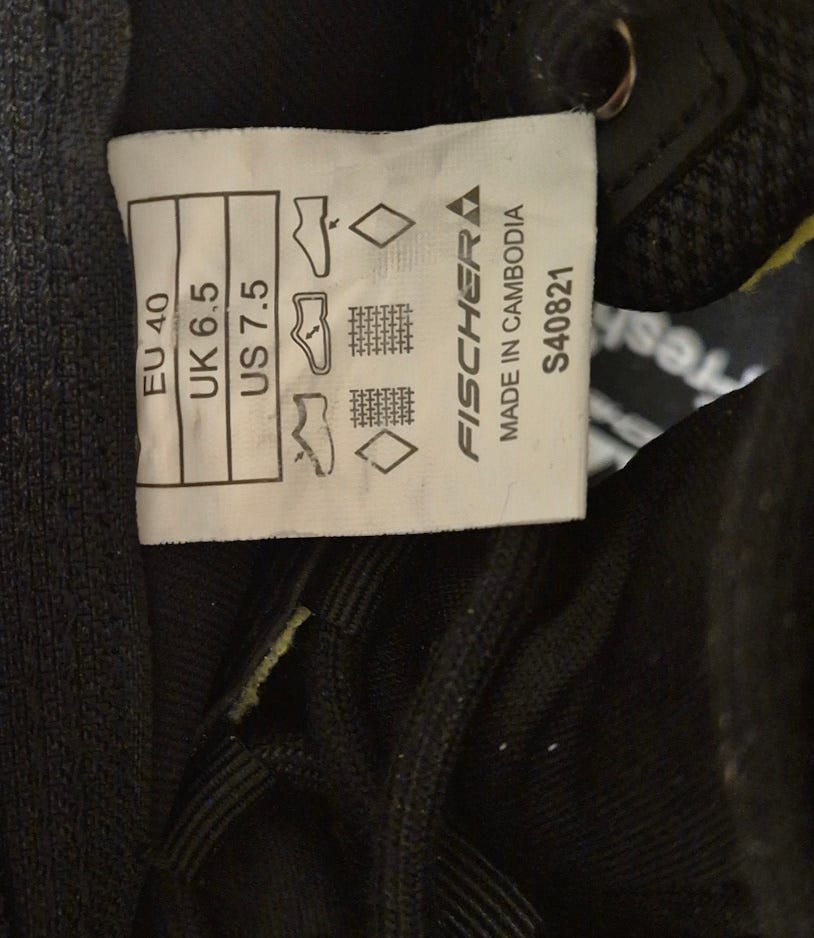 EU 40
UK 6.5
US 7.5
FISCHER
MADE IN CAMBODIA
S40821